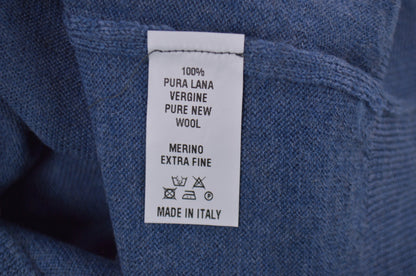 100%
PURA LANA
VERGINE
PURE NEW
WOOL
MERINO
EXTRA FINE
MADE IN ITALY